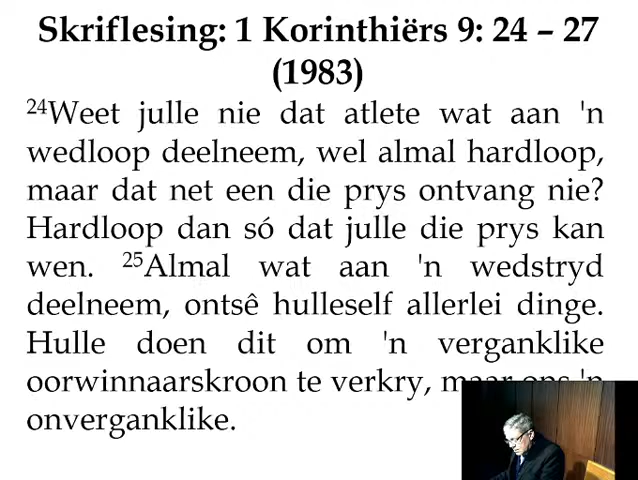 Skriflesing: 1 Korinthiërs 9: 24 – 27
(1983)
24Weet julle nie dat atlete wat aan 'n
wedloop deelneem, wel almal hardloop,
maar dat net een die prys ontvang nie?
Hardloop dan só dat julle die prys kan
wen. 25Almal wat aan 'n wedstryd
deelneem, ontsê hulleself allerlei dinge.
Hulle doen dit om 'n verganklike
oorwinnaarskroon te verkry, maar ons 'n
onverganklike.